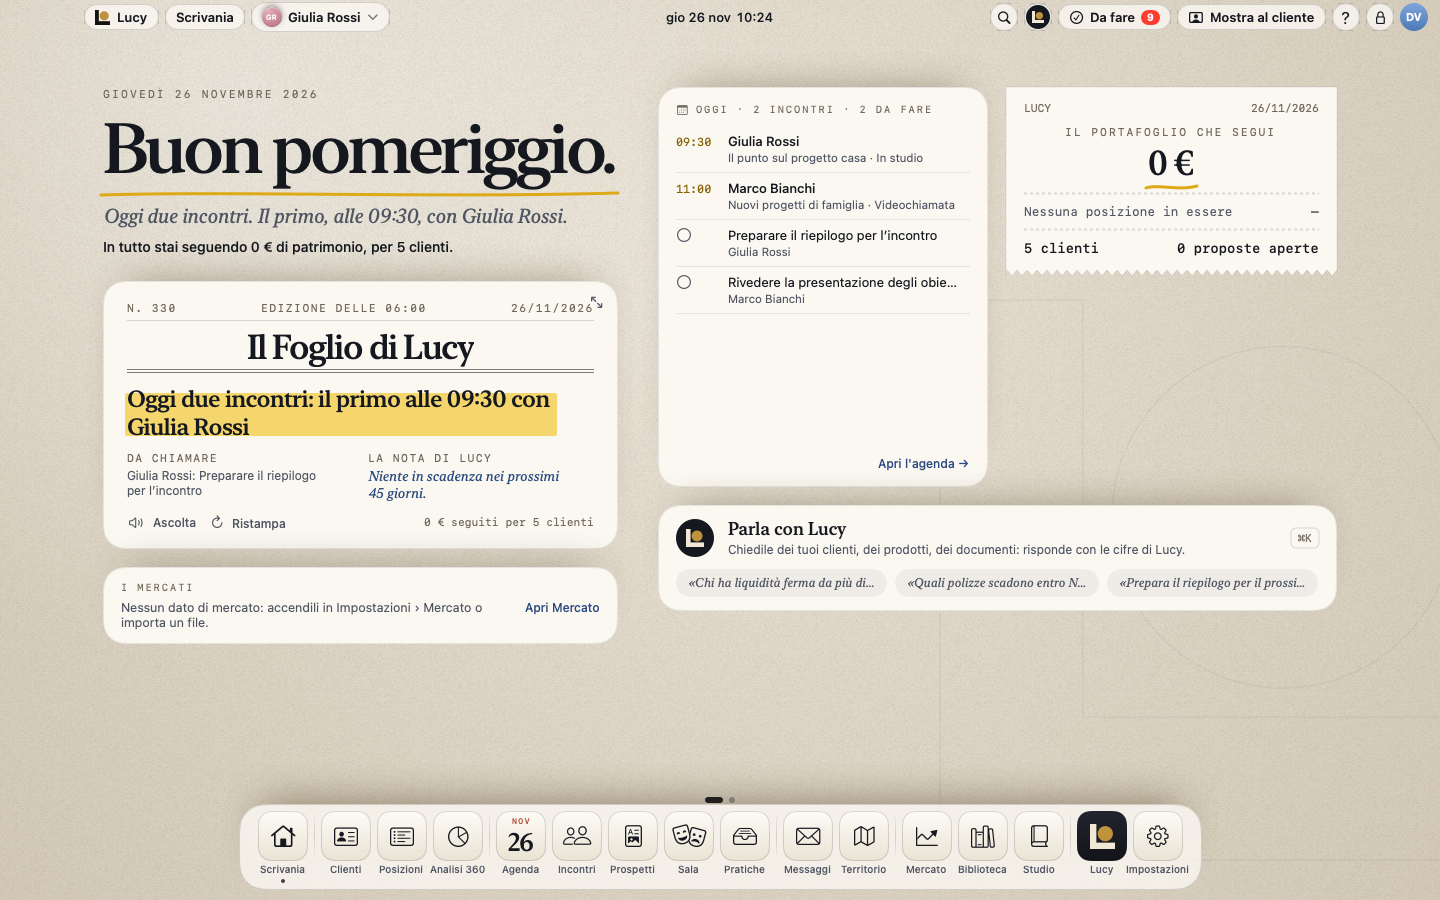 Lucy
Scrivania
GR Giulia Rossi
gio 26 nov 10:24
Da fare 9
Mostra al cliente
?
DV
GIOVEDÌ 26 NOVEMBRE 2026
Buon pomeriggio.
Oggi due incontri. Il primo, alle 09:30, con Giulia Rossi.
In tutto stai seguendo 0 € di patrimonio, per 5 clienti.
N. 330 EDIZIONE DELLE 06:00 26/11/2026
Il Foglio di Lucy
Oggi due incontri: il primo alle 09:30 con
Giulia Rossi
DA CHIAMARE
Giulia Rossi: Preparare il riepilogo
per l’incontro
LA NOTA DI LUCY
Niente in scadenza nei prossimi
45 giorni.
Ascolta Ristampa 0 € seguiti per 5 clienti
I MERCATI
Nessun dato di mercato: accendili in Impostazioni › Mercato o
importa un file.
Apri Mercato
OGGI · 2 INCONTRI · 2 DA FARE
09:30 Giulia Rossi
Il punto sul progetto casa · In studio
11:00 Marco Bianchi
Nuovi progetti di famiglia · Videochiamata
Preparare il riepilogo per l’incontro
Giulia Rossi
Rivedere la presentazione degli obie...
Marco Bianchi
Apri l'agenda →
LUCY 26/11/2026
IL PORTAFOGLIO CHE SEGUI
0 €
Nessuna posizione in essere —
5 clienti 0 proposte aperte
Parla con Lucy
Chiedile dei tuoi clienti, dei prodotti, dei documenti: risponde con le cifre di Lucy.
⌘K
«Chi ha liquidità ferma da più di...
«Quali polizze scadono entro N...
«Prepara il riepilogo per il prossi...
NOV
26
Scrivania Clienti Posizioni Analisi 360 Agenda Incontri Prospetti Sala Pratiche Messaggi Territorio Mercato Biblioteca Studio Lucy Impostazioni